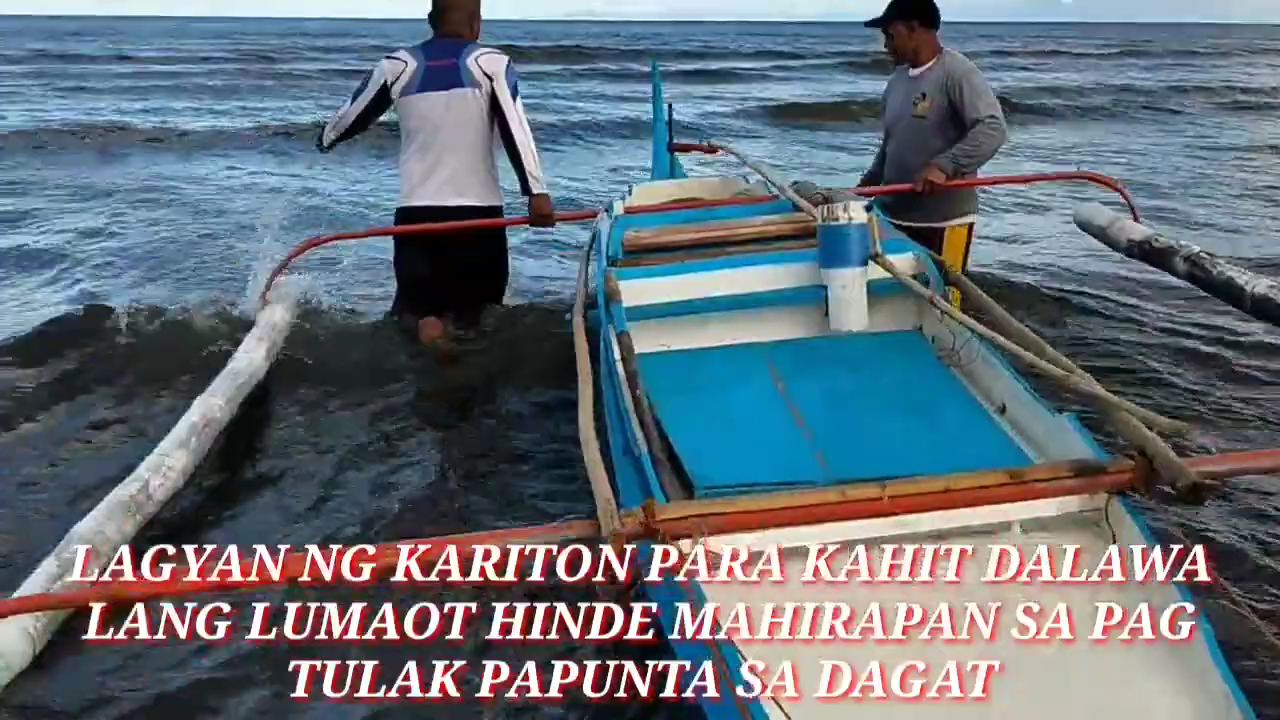 LAGYAN NG KARITON PARA KAHIT DALAWA
LANG LUMAOT HINDE MAHIRAPAN SA PAG
TULAK PAPUNTA SA DAGAT